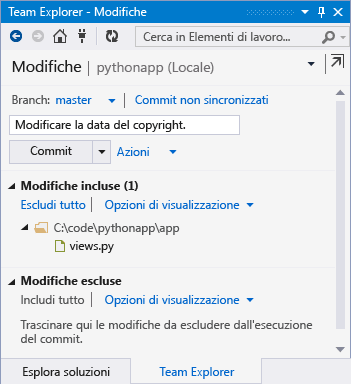 Team Explorer - Modifiche
Cerca in Elementi di lavoro...
Modifiche | pythonapp (Locale)
Branch: master | Commit non sincronizzati
Modificare la data del copyright.
Commit Azioni
Modifiche incluse (1)
Escludi tutto | Opzioni di visualizzazione
C:\code\pythonapp\app
views.py
Modifiche escluse
Includi tutto | Opzioni di visualizzazione
Trascinare qui le modifiche da escludere dall'esecuzione
del commit.
Esplora soluzioni Team Explorer